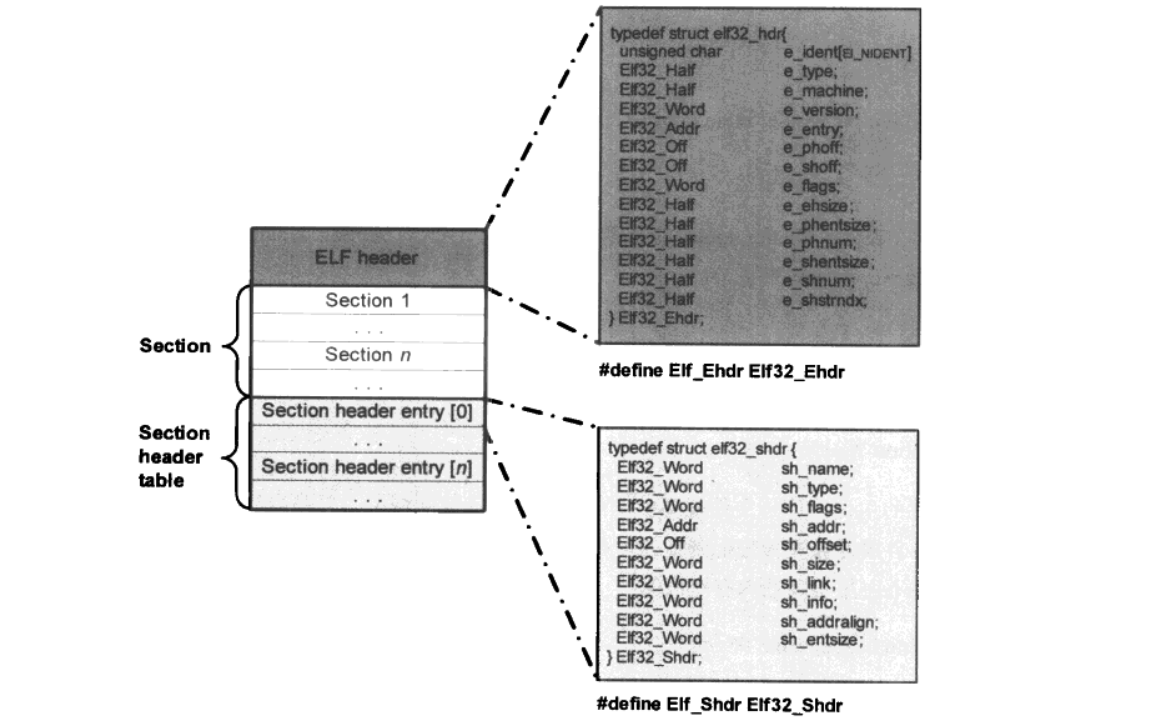 ELF header
Section 1
. . .
Section n
. . .
Section
Section header entry [0]
. . .
Section header entry [n]
. . .
Section
header
table
typedef struct elf32_hdr{
unsigned char e_ident[EI_NIDENT]
Elf32_Half e_type;
Elf32_Half e_machine;
Elf32_Word e_version;
Elf32_Addr e_entry;
Elf32_Off e_phoff;
Elf32_Off e_shoff;
Elf32_Word e_flags;
Elf32_Half e_ehsize;
Elf32_Half e_phentsize;
Elf32_Half e_phnum;
Elf32_Half e_shentsize;
Elf32_Half e_shnum;
Elf32_Half e_shstrndx;
} Elf32_Ehdr;
#define Elf_Ehdr Elf32_Ehdr
typedef struct elf32_shdr {
Elf32_Word sh_name;
Elf32_Word sh_type;
Elf32_Word sh_flags;
Elf32_Addr sh_addr;
Elf32_Off sh_offset;
Elf32_Word sh_size;
Elf32_Word sh_link;
Elf32_Word sh_info;
Elf32_Word sh_addralign;
Elf32_Word sh_entsize;
} Elf32_Shdr;
#define Elf_Shdr Elf32_Shdr